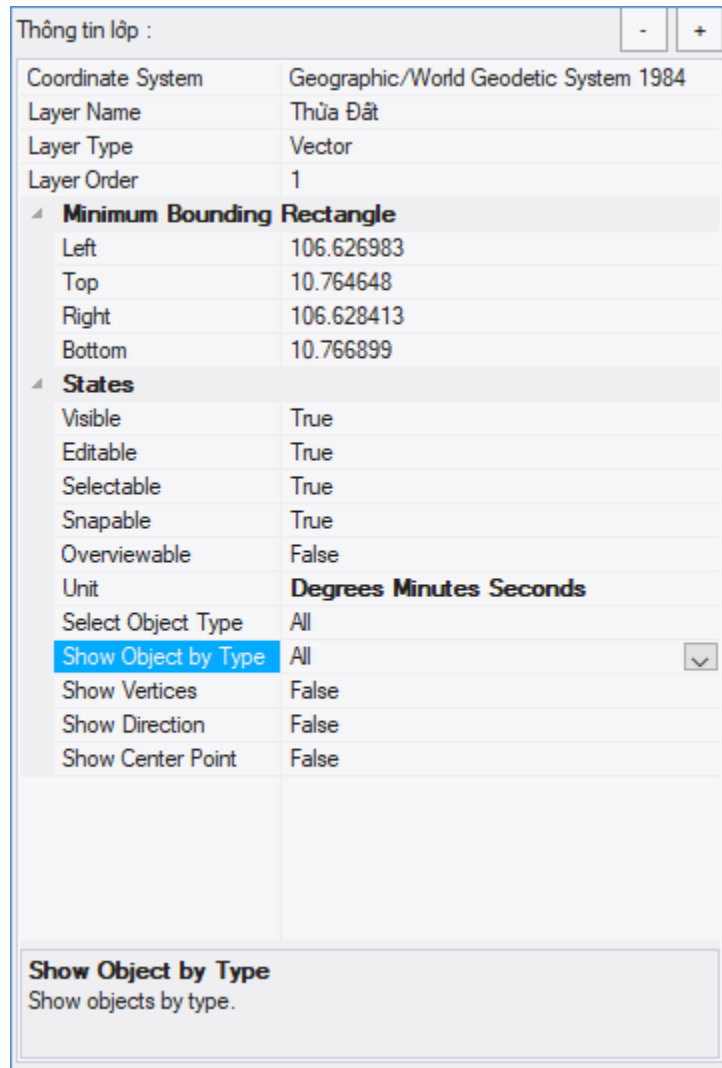 Thông tin lớp :
- +
Coordinate System Geographic/World Geodetic System 1984
Layer Name Thửa Đất
Layer Type Vector
Layer Order 1
Minimum Bounding Rectangle
Left 106.626983
Top 10.764648
Right 106.628413
Bottom 10.766899
States
Visible True
Editable True
Selectable True
Snapable True
Overviewable False
Unit Degrees Minutes Seconds
Select Object Type All
Show Object by Type All
Show Vertices False
Show Direction False
Show Center Point False
Show Object by Type
Show objects by type.